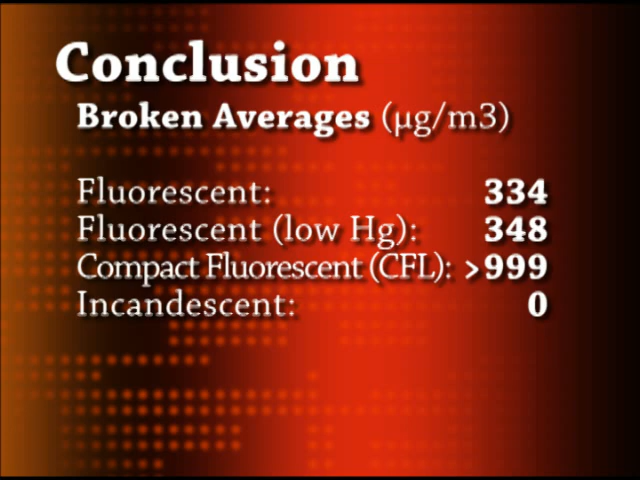 Conclusion
Broken Averages (µg/m3)
Fluorescent: 334
Fluorescent (low Hg): 348
Compact Fluorescent (CFL): >999
Incandescent: 0